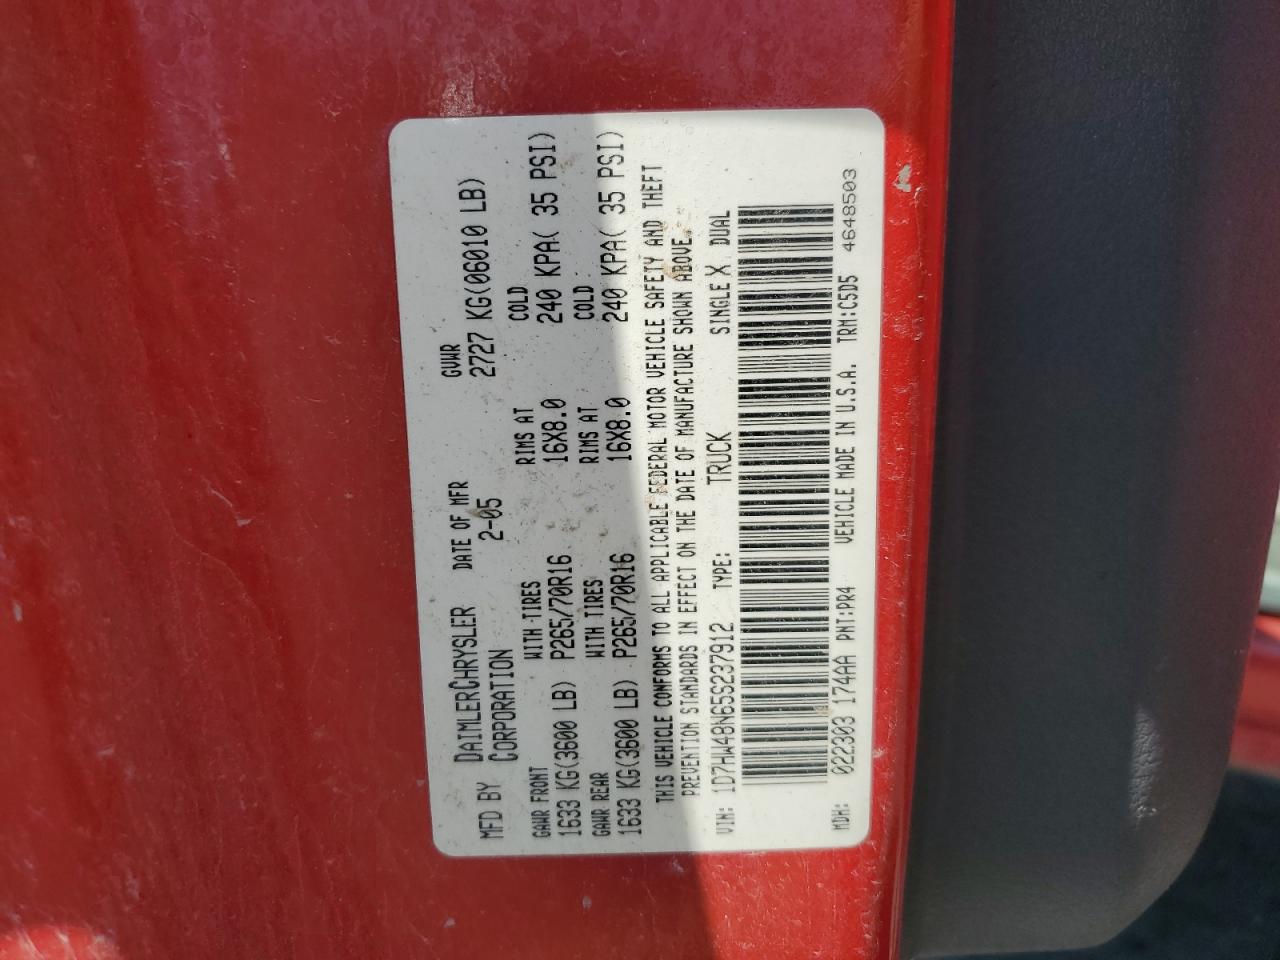 MFD BY DAIMLERCHRYSLER CORPORATION DATE OF MFR 2-05 GVWR 2727 KG(06010 LB)
GAWR FRONT WITH TIRES RIMS AT COLD
1633 KG(3600 LB) P265/70R16 16X8.0 240 KPA( 35 PSI)
GAWR REAR WITH TIRES RIMS AT COLD
1633 KG(3600 LB) P265/70R16 16X8.0 240 KPA( 35 PSI)
THIS VEHICLE CONFORMS TO ALL APPLICABLE FEDERAL MOTOR VEHICLE SAFETY AND THEFT
PREVENTION STANDARDS IN EFFECT ON THE DATE OF MANUFACTURE SHOWN ABOVE.
VIN: 1D7HW48N65S237912 TYPE: TRUCK SINGLE X DUAL
MDH: 022303 174AA PNT:PR4 VEHICLE MADE IN U.S.A. TRM:C5D5 4648503